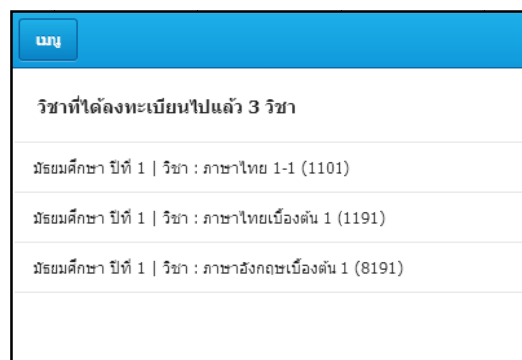 เมนู
วิชาที่ได้ลงทะเบียนไปแล้ว 3 วิชา
มัธยมศึกษา ปีที่ 1 | วิชา : ภาษาไทย 1-1 (1101)
มัธยมศึกษา ปีที่ 1 | วิชา : ภาษาไทยเบื้องต้น 1 (1191)
มัธยมศึกษา ปีที่ 1 | วิชา : ภาษาอังกฤษเบื้องต้น 1 (8191)